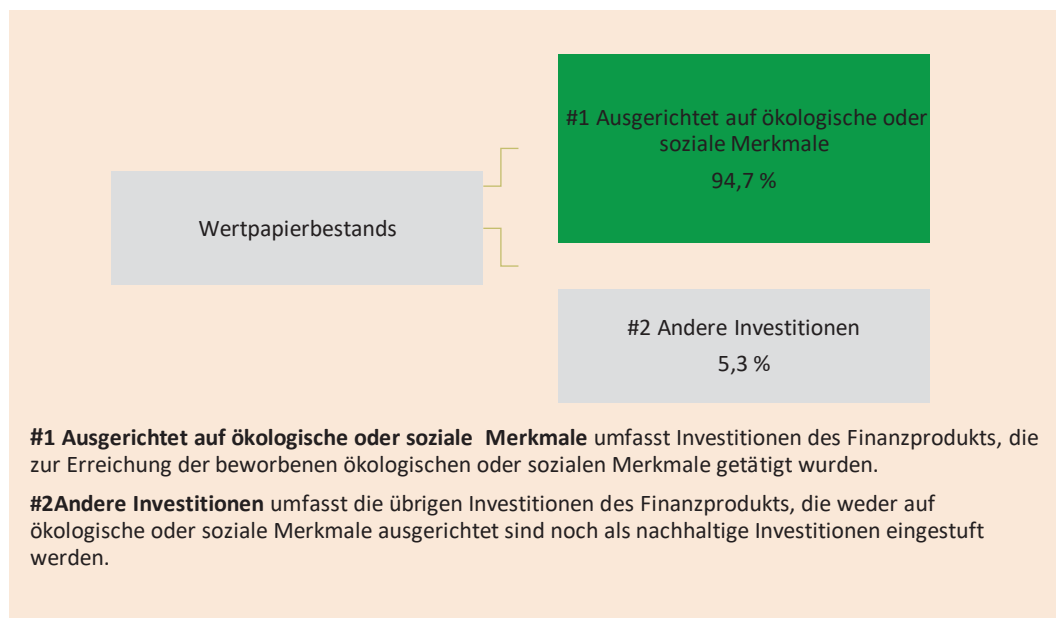 #1 Ausgerichtet auf ökologische oder
soziale Merkmale
94,7 %
Wertpapierbestands
#2 Andere Investitionen
5,3 %
#1 Ausgerichtet auf ökologische oder soziale  Merkmale umfasst Investitionen des Finanzprodukts, die
zur Erreichung der beworbenen ökologischen oder sozialen Merkmale getätigt wurden.
#2Andere Investitionen umfasst die übrigen Investitionen des Finanzprodukts, die weder auf
ökologische oder soziale Merkmale ausgerichtet sind noch als nachhaltige Investitionen eingestuft
werden.